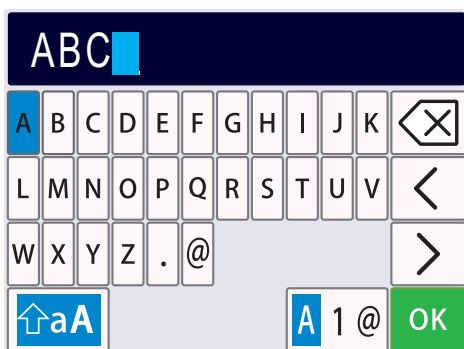 ABC
A B C D E F G H I J K
L M N O P Q R S T U V
W X Y Z . @
aA A 1 @ OK